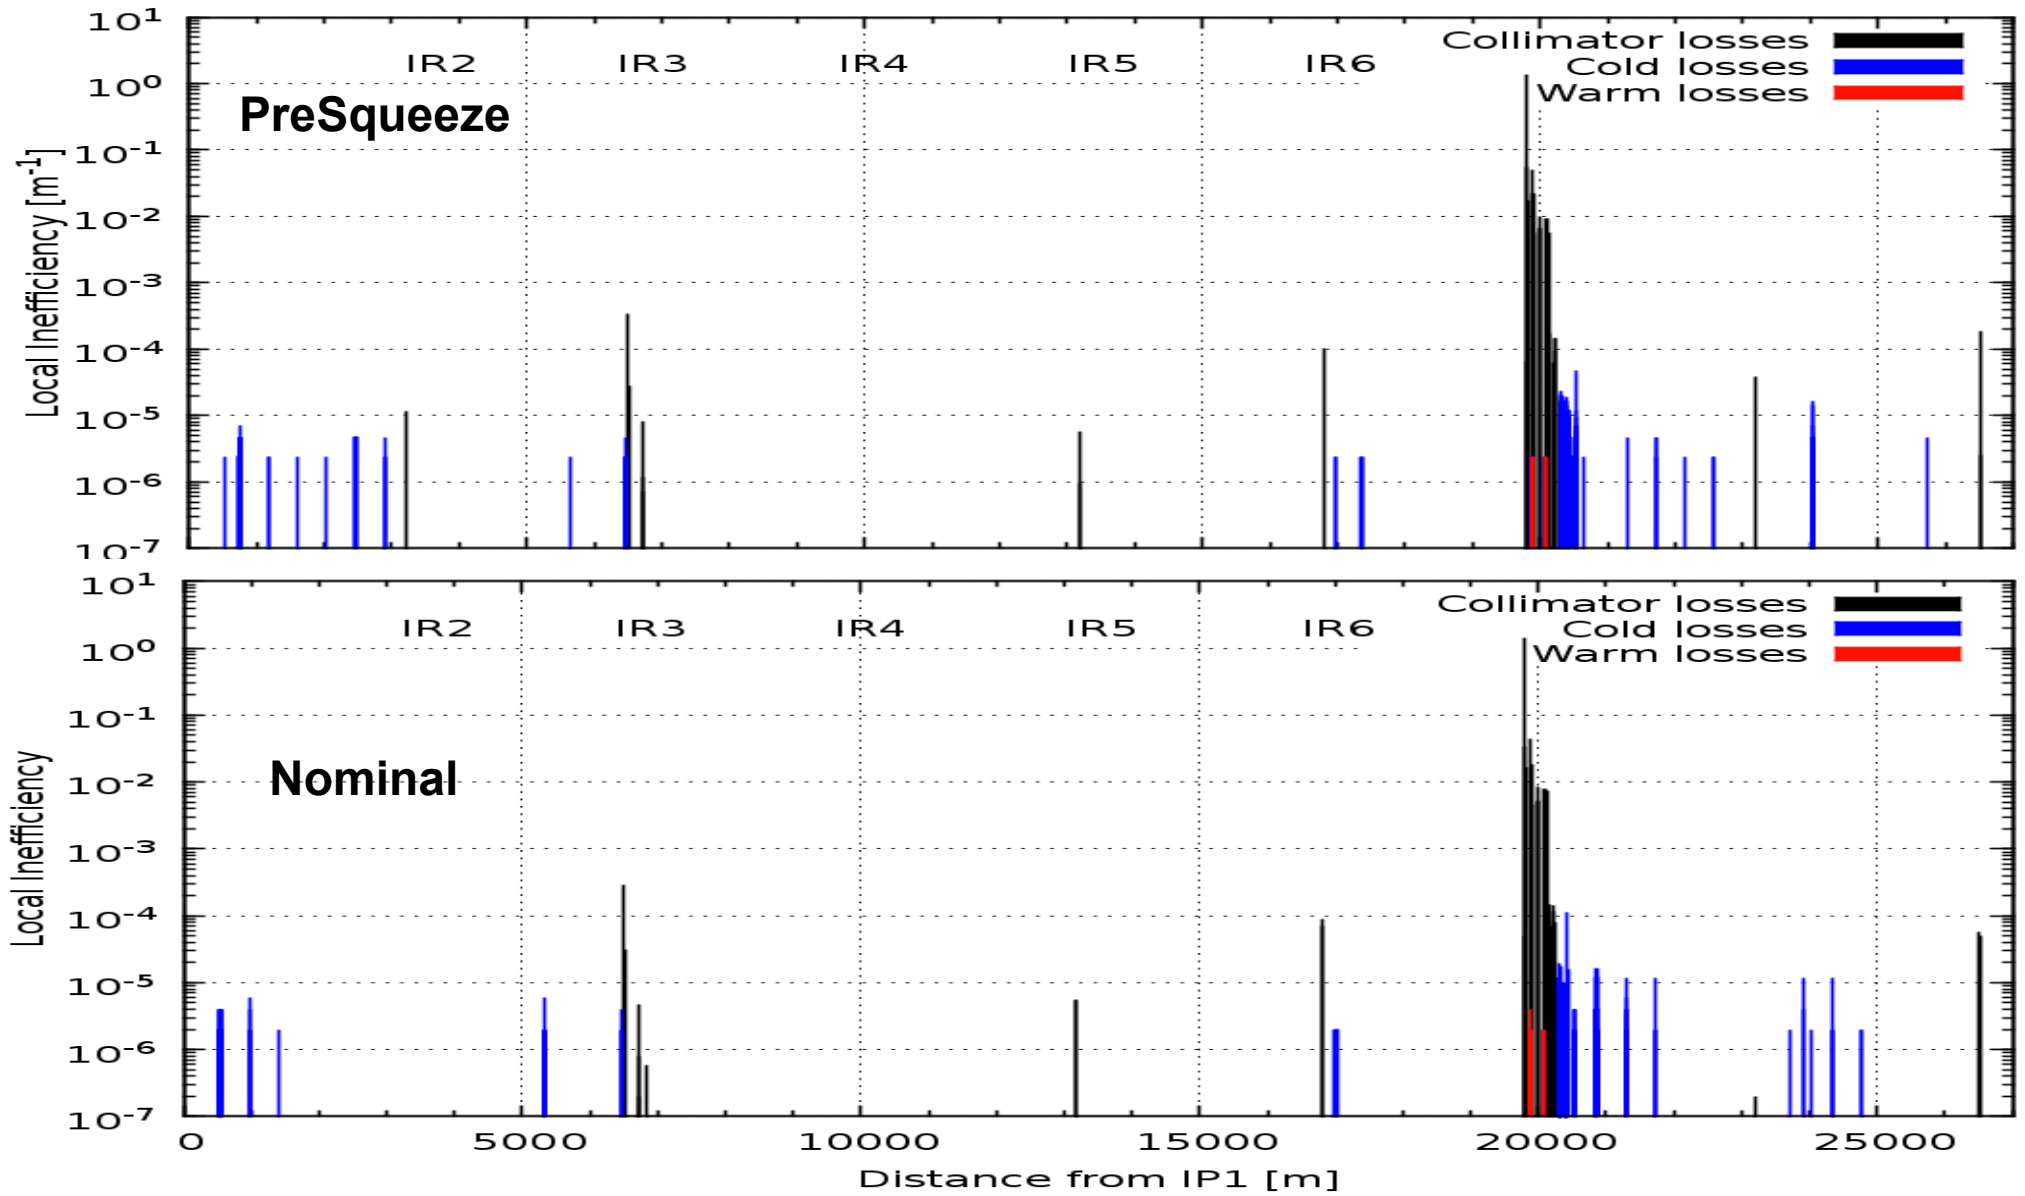 10¹
10⁰
10⁻¹
10⁻²
10⁻³
10⁻⁴
10⁻⁵
10⁻⁶
10⁻⁷
Local Inefficiency [m⁻¹]
IR2 IR3 IR4 IR5 IR6
PreSqueeze
Collimator losses
Cold losses
Warm losses
10¹
10⁰
10⁻¹
10⁻²
10⁻³
10⁻⁴
10⁻⁵
10⁻⁶
10⁻⁷
Local Inefficiency
IR2 IR3 IR4 IR5 IR6
Nominal
Collimator losses
Cold losses
Warm losses
0 5000 10000 15000 20000 25000
Distance from IP1 [m]